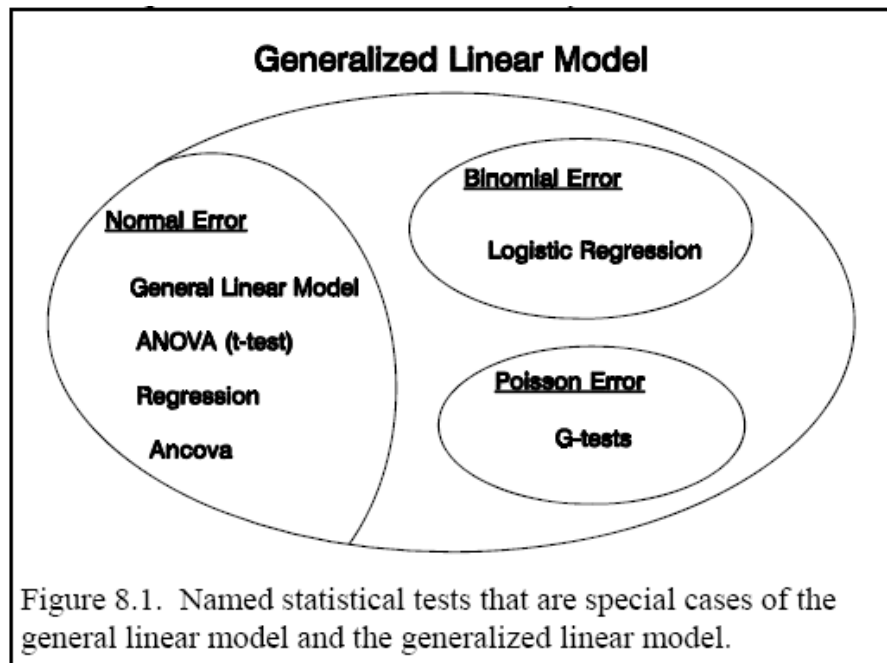 Generalized Linear Model
Normal Error
General Linear Model
ANOVA (t-test)
Regression
Ancova
Binomial Error
Logistic Regression
Poisson Error
G-tests
Figure 8.1.  Named statistical tests that are special cases of the
general linear model and the generalized linear model.